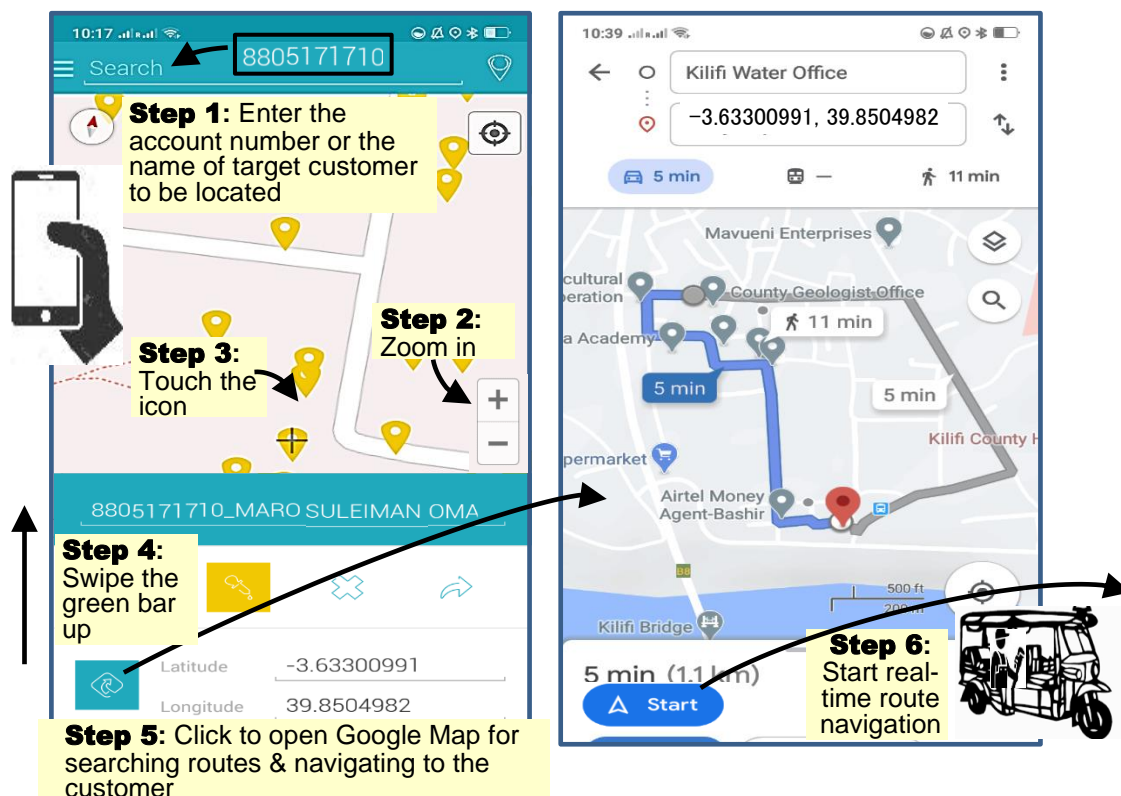 10:17
Search
8805171710
Step 1: Enter the
account number or the
name of target customer
to be located
Step 2:
Zoom in
Step 3:
Touch the
icon
+
−
8805171710_MARO SULEIMAN OMA
Step 4:
Swipe the
green bar
up
Latitude
-3.63300991
Longitude
39.8504982
Step 5: Click to open Google Map for
searching routes & navigating to the
customer
10:39
Kilifi Water Office
-3.63300991, 39.8504982
5 min
—
11 min
Mavueni Enterprises
cultural
County Geologist Office
a Academy
11 min
5 min
5 min
Kilifi County H
permarket
Airtel Money
Agent-Bashir
B8
500 ft
200 m
Kilifi Bridge
Step 6:
Start real-
time route
navigation
5 min (1.1 km)
Start